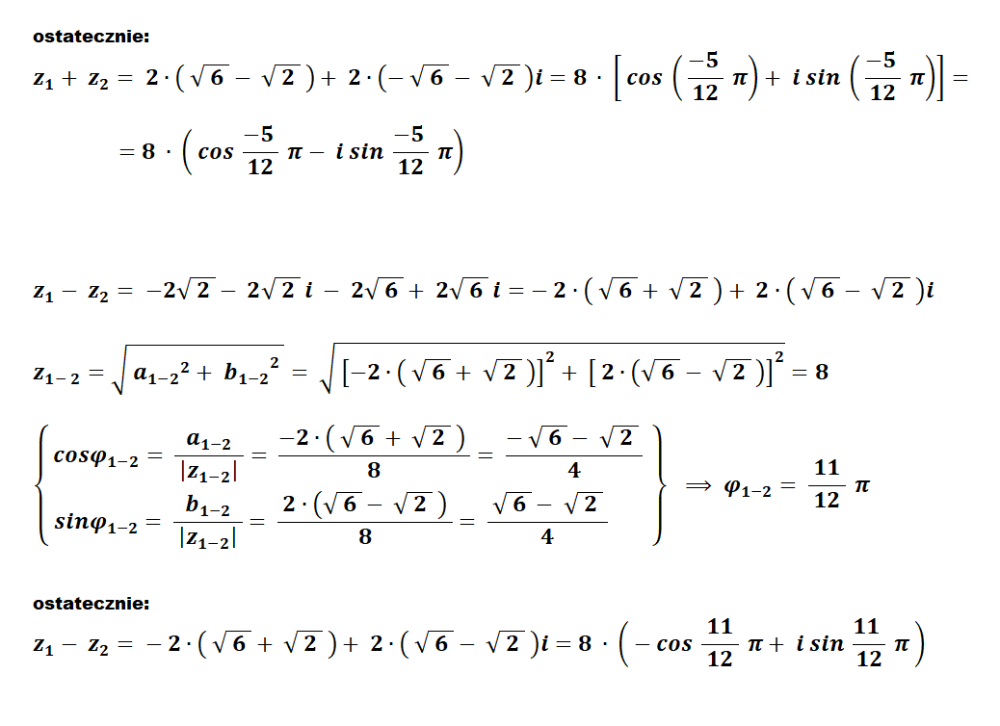 ostatecznie:
z₁ + z₂ = 2·(√6 − √2) + 2·(−√6 − √2)i = 8 · [cos (−5/12 π) + i sin (−5/12 π)] =
= 8 · (cos −5/12 π − i sin −5/12 π)
z₁ − z₂ = −2√2 − 2√2 i − 2√6 + 2√6 i = − 2·(√6 + √2) + 2·(√6 − √2)i
z₁₋₂ = √(a₁₋₂² + b₁₋₂²) = √([−2·(√6 + √2)]² + [2·(√6 − √2)]²) = 8
{ cosφ₁₋₂ = a₁₋₂/|z₁₋₂| = −2·(√6 + √2)/8 = (−√6 − √2)/4
sinφ₁₋₂ = b₁₋₂/|z₁₋₂| = 2·(√6 − √2)/8 = (√6 − √2)/4 } ⟹ φ₁₋₂ = 11/12 π
ostatecznie:
z₁ − z₂ = − 2·(√6 + √2) + 2·(√6 − √2)i = 8 · (− cos 11/12 π + i sin 11/12 π)